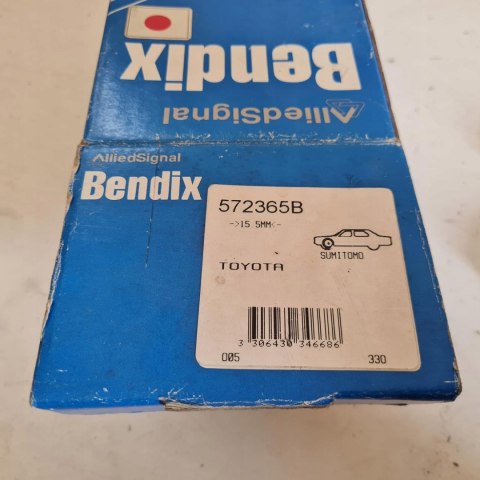 Bendix
AlliedSignal
AlliedSignal
Bendix
572365B
->15 5MM<-
SUMITOMO
TOYOTA
3 306430 346686
005 330